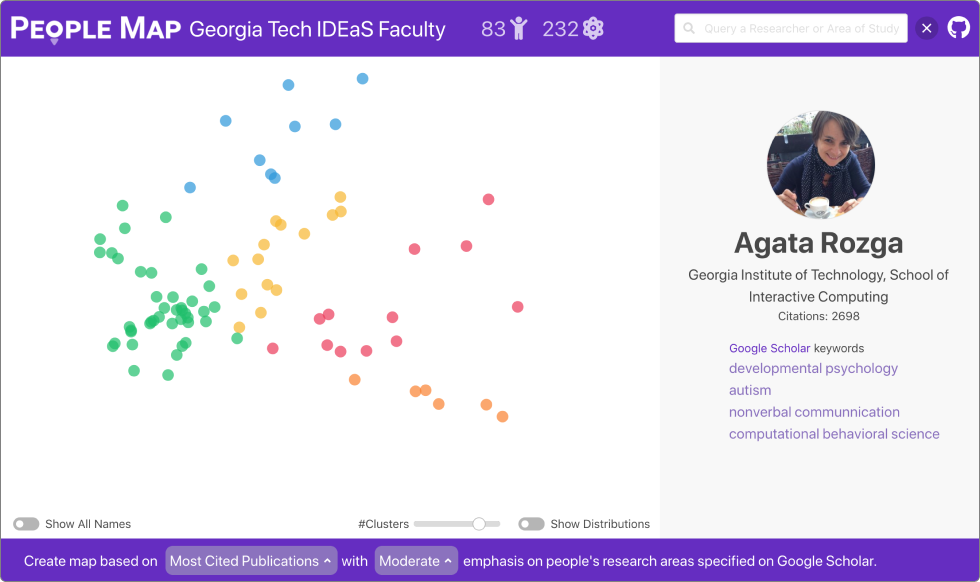 PEOPLE MAP Georgia Tech IDEaS Faculty 83 232 Query a Researcher or Area of Study
Agata Rozga
Georgia Institute of Technology, School of
Interactive Computing
Citations: 2698
Google Scholar keywords
developmental psychology
autism
nonverbal communnication
computational behavioral science
Show All Names #Clusters Show Distributions
Create map based on Most Cited Publications with Moderate emphasis on people's research areas specified on Google Scholar.